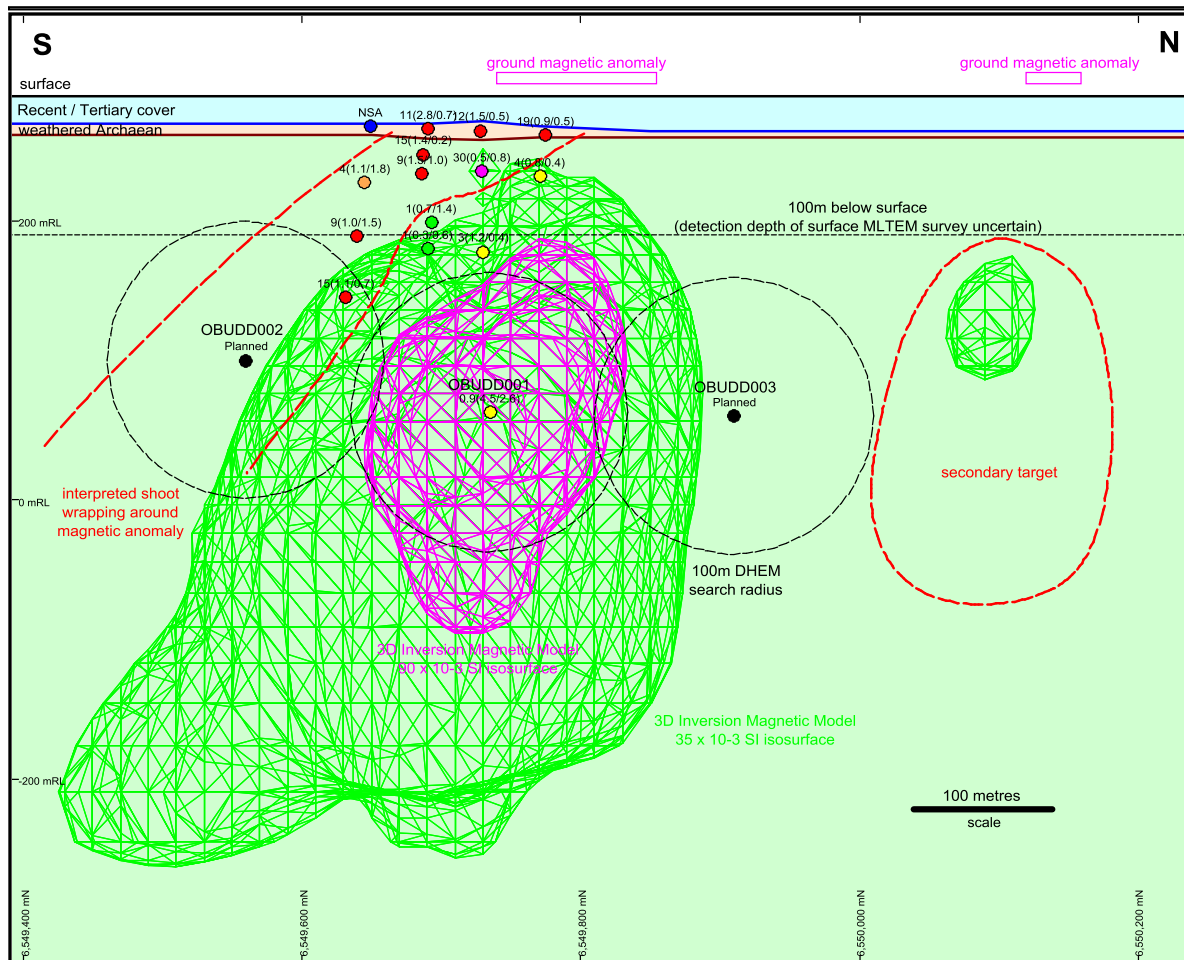 S
N
ground magnetic anomaly
ground magnetic anomaly
surface
Recent / Tertiary cover
weathered Archaean
NSA
11(2.8/0.7)
12(1.5/0.5)
19(0.9/0.5)
15(1.4/0.2)
30(0.5/0.8)
4(0.8/0.4)
4(1.1/1.8)
1(0.7/1.4)
9(1.0/1.5)
3(1.2/0.4)
15(1.1/0.7)
200 mRL
100m below surface
(detection depth of surface MLTEM survey uncertain)
OBUDD002
Planned
OBUDD001
OBUDD003
Planned
secondary target
interpreted shoot
wrapping around
magnetic anomaly
0 mRL
100m DHEM
search radius
3D Inversion Magnetic Model
90 x 10-3 SI isosurface
3D Inversion Magnetic Model
35 x 10-3 SI isosurface
-200 mRL
100 metres
scale
6,549,400 mN
6,549,600 mN
6,549,800 mN
6,550,000 mN
6,550,200 mN